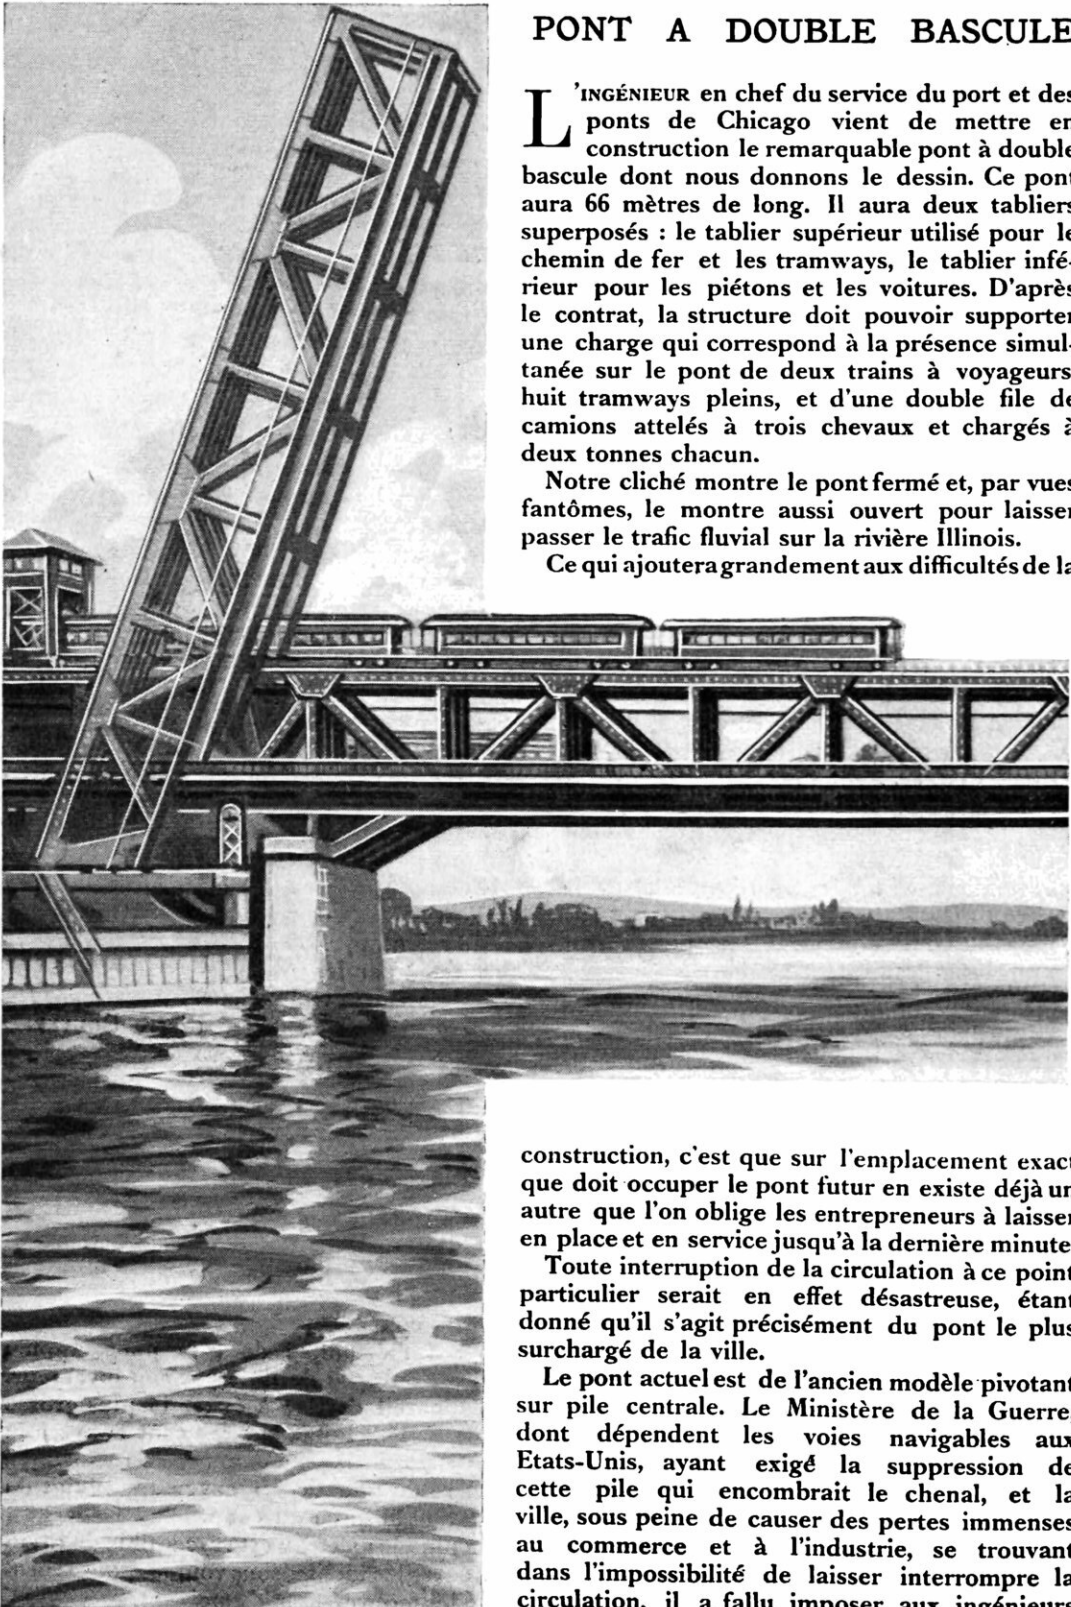 PONT A DOUBLE BASCULE
L'INGÉNIEUR en chef du service du port et des
ponts de Chicago vient de mettre en
construction le remarquable pont à double
bascule dont nous donnons le dessin. Ce pont
aura 66 mètres de long. Il aura deux tabliers
superposés : le tablier supérieur utilisé pour le
chemin de fer et les tramways, le tablier infé-
rieur pour les piétons et les voitures. D'après
le contrat, la structure doit pouvoir supporter
une charge qui correspond à la présence simul-
tanée sur le pont de deux trains à voyageurs
huit tramways pleins, et d'une double file de
camions attelés à trois chevaux et chargés à
deux tonnes chacun.
Notre cliché montre le pont fermé et, par vues
fantômes, le montre aussi ouvert pour laisser
passer le trafic fluvial sur la rivière Illinois.
Ce qui ajoutera grandement aux difficultés de la
construction, c'est que sur l'emplacement exact
que doit occuper le pont futur en existe déjà un
autre que l'on oblige les entrepreneurs à laisser
en place et en service jusqu'à la dernière minute
Toute interruption de la circulation à ce point
particulier serait en effet désastreuse, étant
donné qu'il s'agit précisément du pont le plus
surchargé de la ville.
Le pont actuel est de l'ancien modèle pivotant
sur pile centrale. Le Ministère de la Guerre,
dont dépendent les voies navigables aux
Etats-Unis, ayant exigé la suppression de
cette pile qui encombrait le chenal, et la
ville, sous peine de causer des pertes immenses
au commerce et à l'industrie, se trouvant
dans l'impossibilité de laisser interrompre la
circulation, il a fallu imposer aux ingénieurs